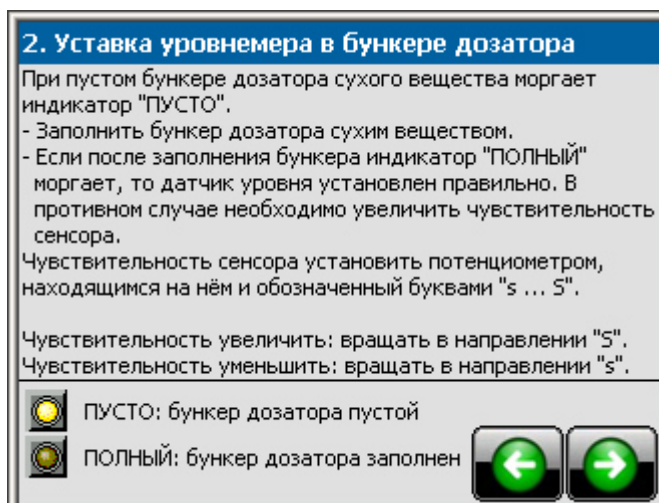 2. Уставка уровнемера в бункере дозатора
При пустом бункере дозатора сухого вещества моргает
индикатор "ПУСТО".
- Заполнить бункер дозатора сухим веществом.
- Если после заполнения бункера индикатор "ПОЛНЫЙ"
моргает, то датчик уровня установлен правильно. В
противном случае необходимо увеличить чувствительность
сенсора.
Чувствительность сенсора установить потенциометром,
находящимся на нём и обозначенный буквами "s ... S".
Чувствительность увеличить: вращать в направлении "S".
Чувствительность уменьшить: вращать в направлении "s".
ПУСТО: бункер дозатора пустой
ПОЛНЫЙ: бункер дозатора заполнен